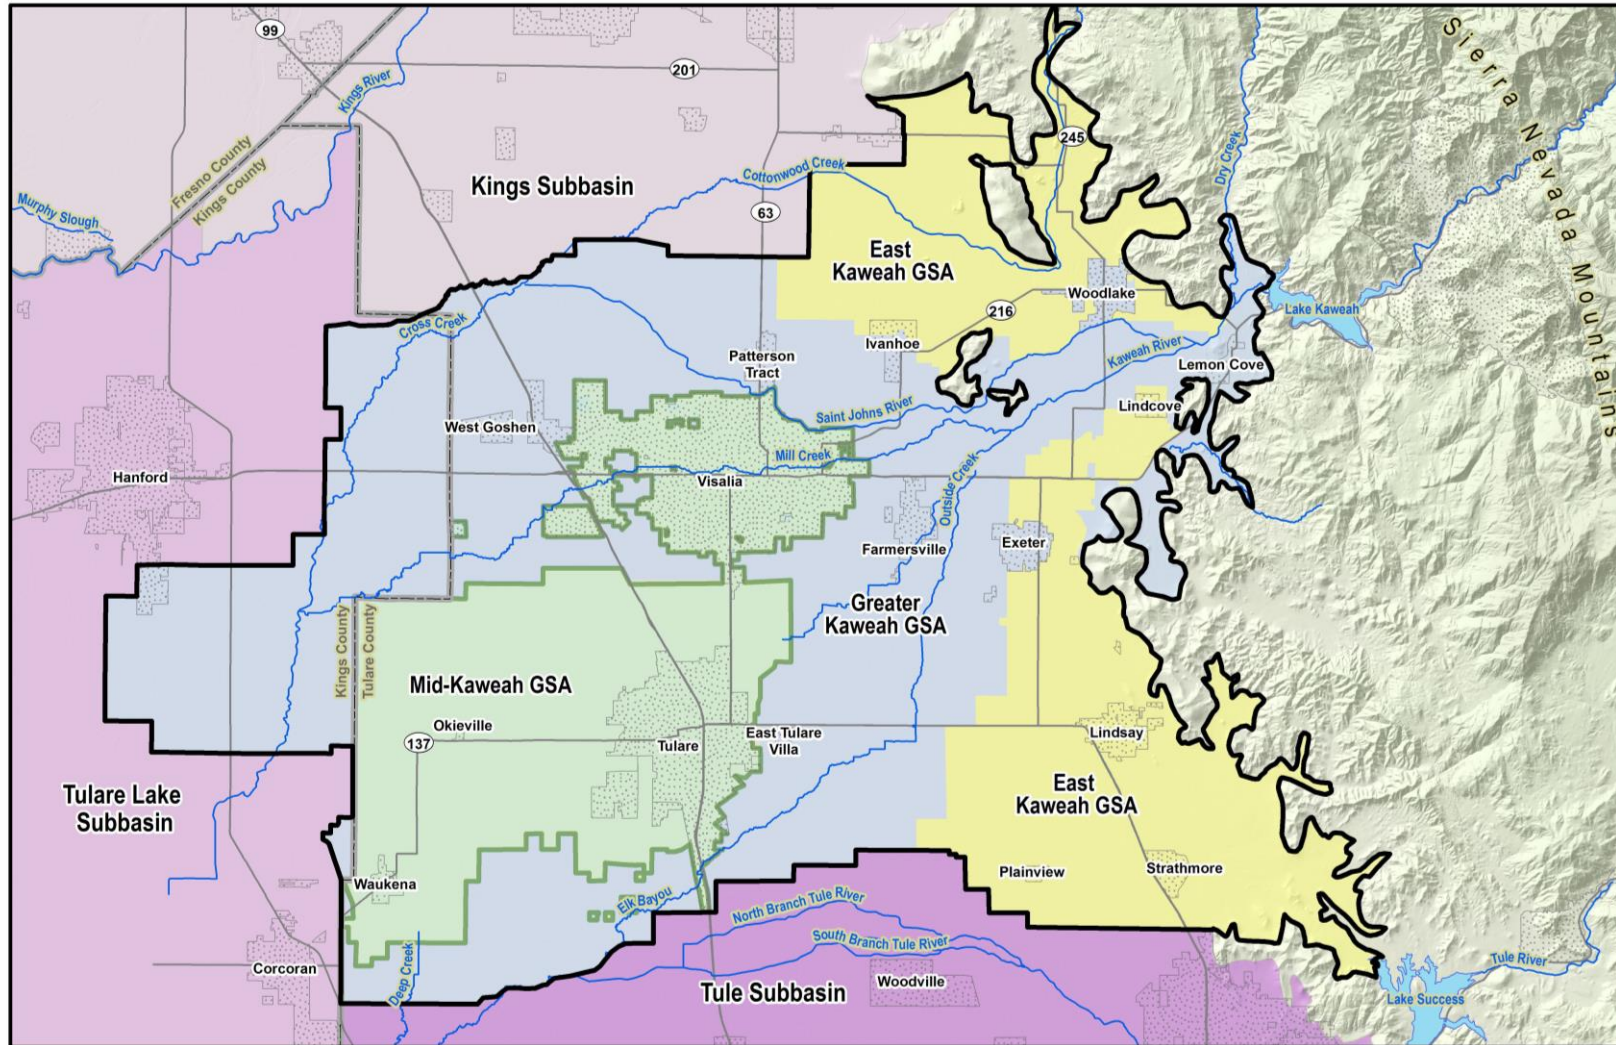 99
201
Kings River
Sierra Nevada Mountains
Fresno County
Kings County
Murphy Slough
Kings Subbasin
Cottonwood Creek
63
245
Dry Creek
East
Kaweah GSA
Woodlake
216
Lake Kaweah
Cross Creek
Patterson
Tract
Ivanhoe
Kaweah River
Lemon Cove
Lindcove
Saint Johns River
West Goshen
Mill Creek
Hanford
Visalia
Outside Creek
Farmersville
Exeter
Greater
Kaweah GSA
Kings County
Tulare County
Mid-Kaweah GSA
Okieville
137
Tulare
East Tulare
Villa
Lindsay
Tulare Lake
Subbasin
East
Kaweah GSA
Waukena
Plainview
Strathmore
Elk Bayou
North Branch Tule River
South Branch Tule River
Corcoran
Deep Creek
Woodville
Tule Subbasin
Tule River
Lake Success